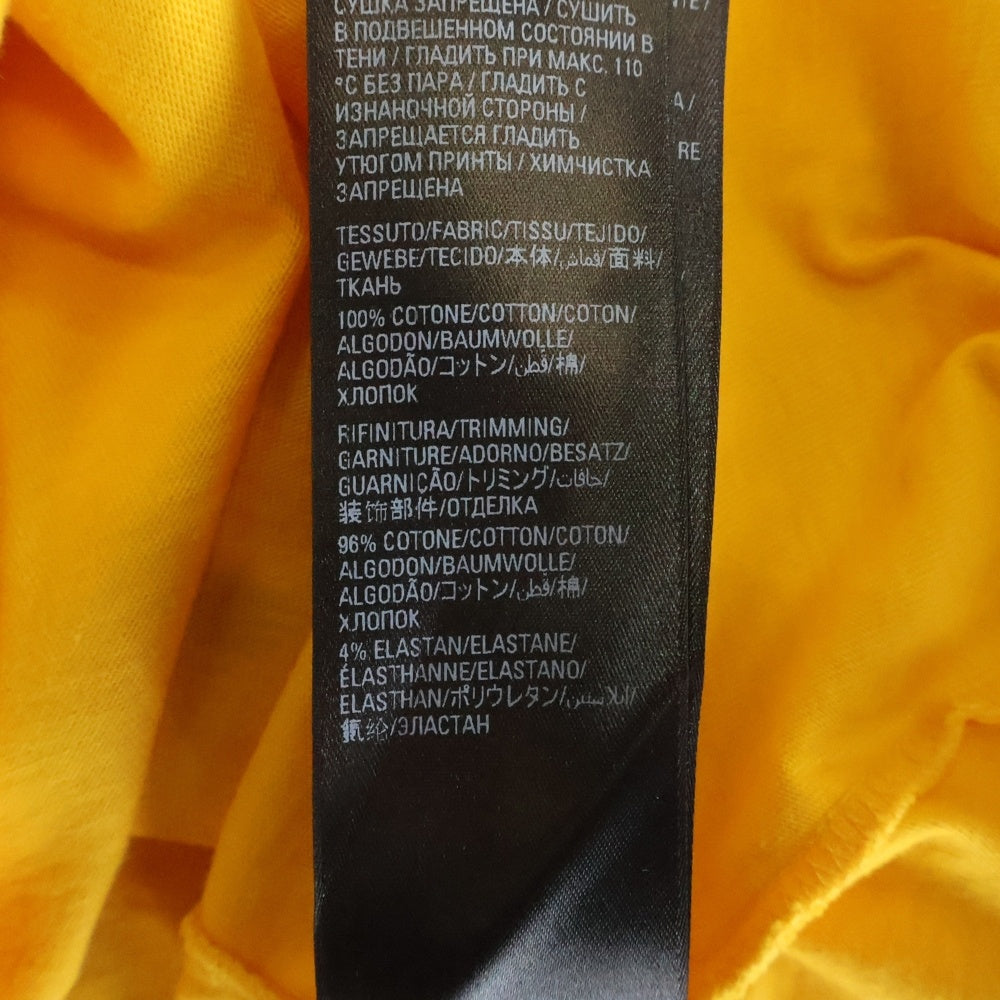 СУШКА ЗАПРЕЩЕНА / СУШИТЬ
В ПОДВЕШЕННОМ СОСТОЯНИИ В
ТЕНИ / ГЛАДИТЬ ПРИ МАКС. 110
°C БЕЗ ПАРА / ГЛАДИТЬ С
ИЗНАНОЧНОЙ СТОРОНЫ /
ЗАПРЕЩАЕТСЯ ГЛАДИТЬ
УТЮГОМ ПРИНТЫ / ХИМЧИСТКА
ЗАПРЕЩЕНА
TESSUTO/FABRIC/TISSU/TEJIDO/
GEWEBE/TECIDO/本体/قماش/面料/
ТКАНЬ
100% COTONE/COTTON/COTON/
ALGODON/BAUMWOLLE/
ALGODÃO/コットン/قطن/棉/
ХЛОПОК
RIFINITURA/TRIMMING/
GARNITURE/ADORNO/BESATZ/
GUARNIÇÃO/トリミング/حافات/
装饰部件/ОТДЕЛКА
96% COTONE/COTTON/COTON/
ALGODON/BAUMWOLLE/
ALGODÃO/コットン/قطن/棉/
ХЛОПОК
4% ELASTAN/ELASTANE/
ÉLASTHANNE/ELASTANO/
ELASTHAN/ポリウレタン/
氨纶/ЭЛАСТАН
A /
RE